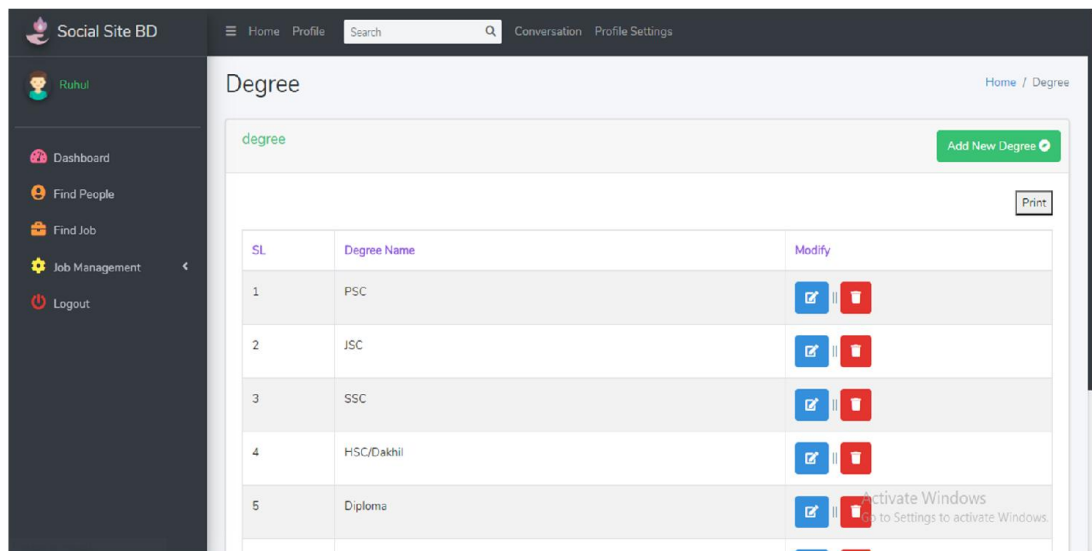 Social Site BD
Home Profile Search Conversation Profile Settings
Ruhul
Dashboard
Find People
Find Job
Job Management
Logout
Degree
Home / Degree
degree
Add New Degree
Print
SL Degree Name Modify
1 PSC ||
2 JSC ||
3 SSC ||
4 HSC/Dakhil ||
5 Diploma ||
Activate Windows
Go to Settings to activate Windows.